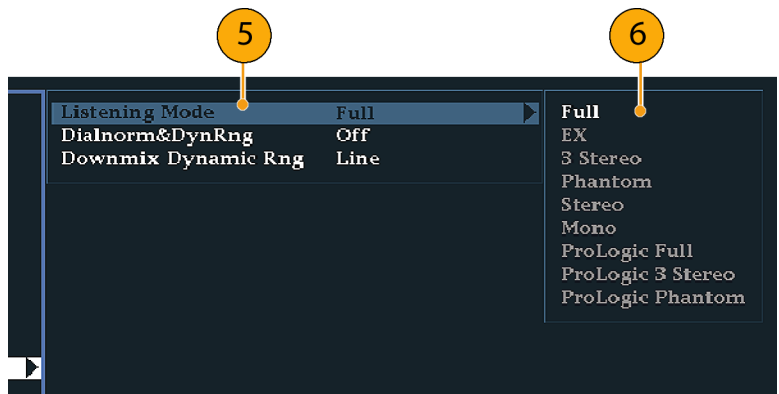 5
6
Listening Mode Full
Dialnorm&DynRng Off
Downmix Dynamic Rng Line
Full
EX
3 Stereo
Phantom
Stereo
Mono
ProLogic Full
ProLogic 3 Stereo
ProLogic Phantom